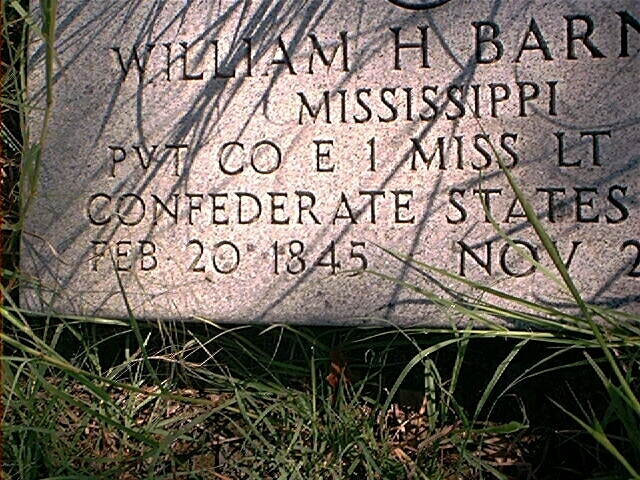 WILLIAM H BARN
MISSISSIPPI
PVT CO E 1 MISS LT
CONFEDERATE STATES
FEB 20 1845 NOV 2